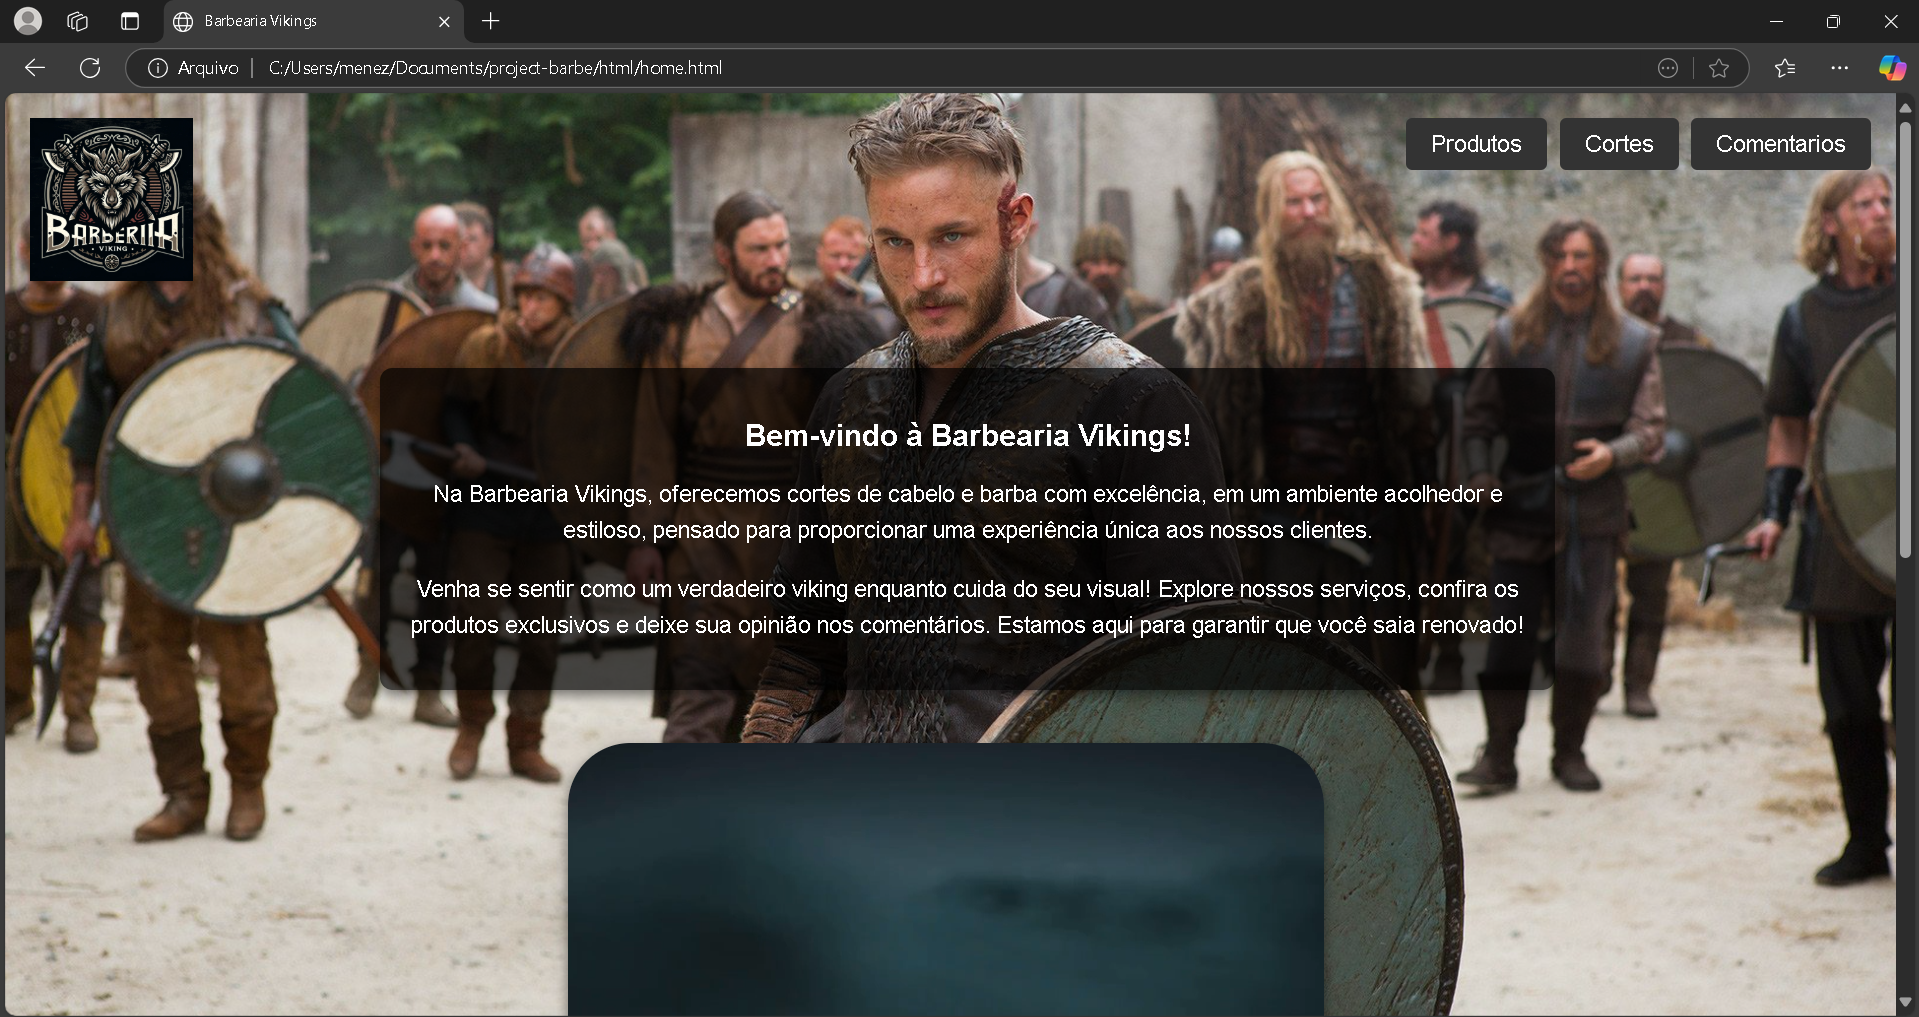 Barbearia Vikings
Arquivo
C:/Users/menez/Documents/project-barbe/html/home.html
BARBERIIA
VIKING
Produtos
Cortes
Comentarios
Bem-vindo à Barbearia Vikings!
Na Barbearia Vikings, oferecemos cortes de cabelo e barba com excelência, em um ambiente acolhedor e
estiloso, pensado para proporcionar uma experiência única aos nossos clientes.
Venha se sentir como um verdadeiro viking enquanto cuida do seu visual! Explore nossos serviços, confira os
produtos exclusivos e deixe sua opinião nos comentários. Estamos aqui para garantir que você saia renovado!